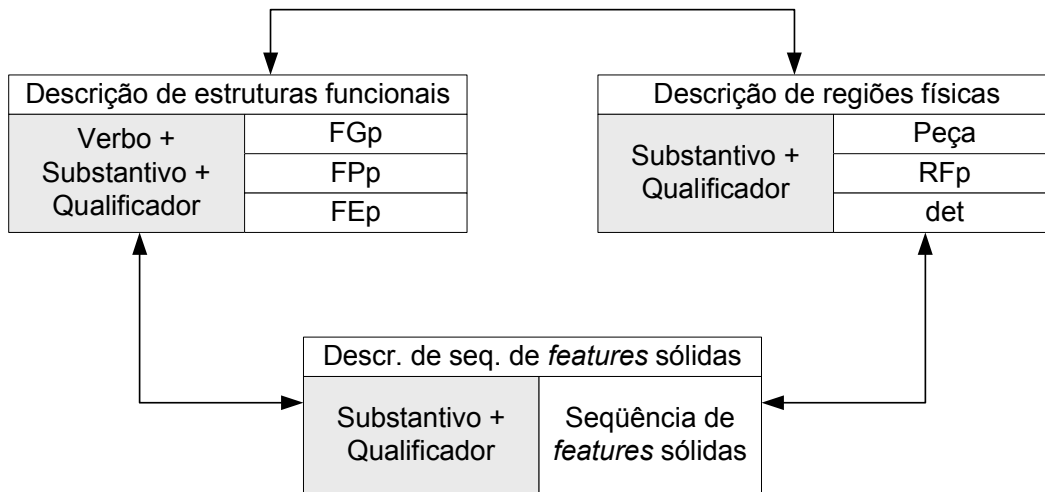 Descrição de estruturas funcionais
Verbo +
Substantivo +
Qualificador
FGp
FPp
FEp
Descrição de regiões físicas
Substantivo +
Qualificador
Peça
RFp
det
Descr. de seq. de features sólidas
Substantivo +
Qualificador
Seqüência de
features sólidas